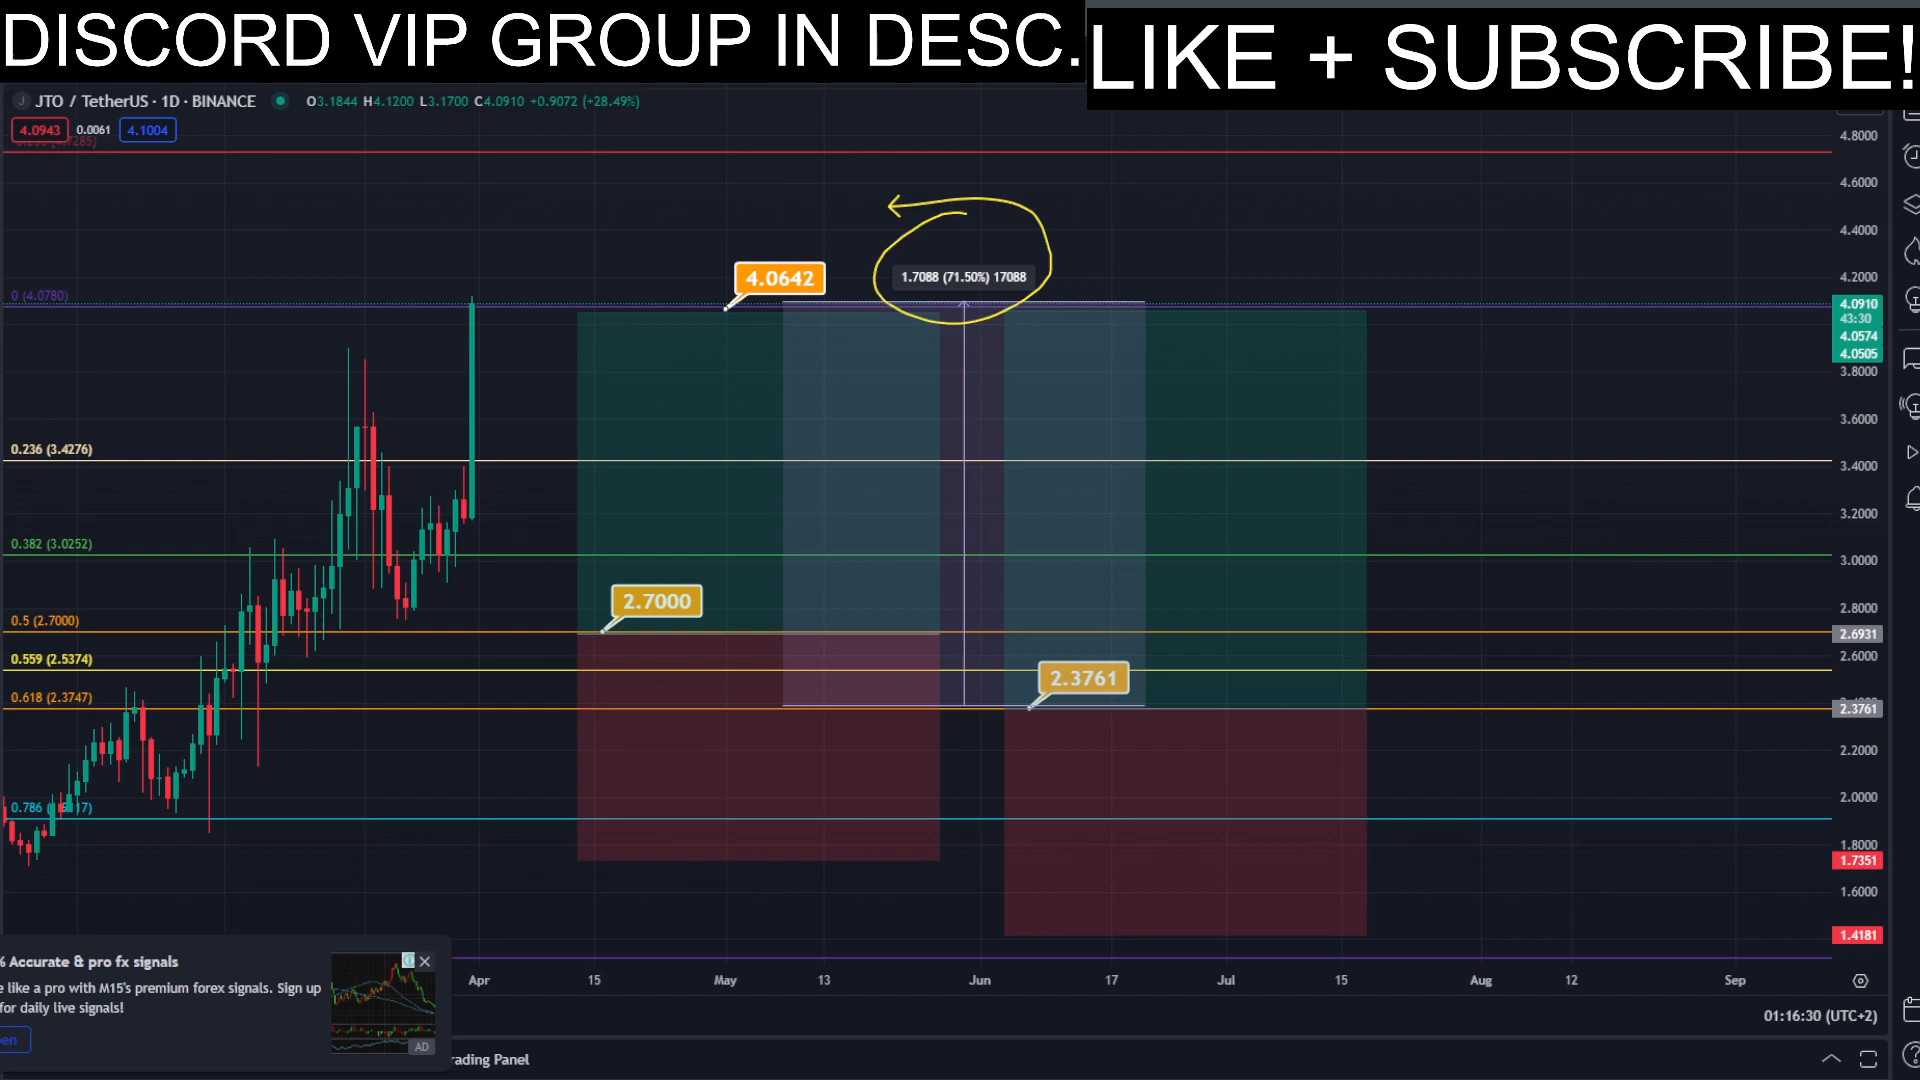 DISCORD VIP GROUP IN DESC.
LIKE + SUBSCRIBE!
J JTO / TetherUS · 1D · BINANCE O3.1844 H4.1200 L3.1700 C4.0910 +0.9072 (+28.49%)
4.0943 0.0061 4.1004
4.8000
4.6000
4.4000
4.2000
1.7088 (71.50%) 17088
4.0642
0 (4.0780)
4.0910
43:30
4.0574
4.0505
3.8000
3.6000
0.236 (3.4276)
3.4000
3.2000
0.382 (3.0252)
3.0000
2.8000
2.7000
0.5 (2.7000)
2.6931
0.559 (2.5374)
2.6000
2.3761
0.618 (2.3747)
2.3761
2.2000
2.0000
0.786
1.8000
1.7351
1.6000
1.4181
% Accurate & pro fx signals
e like a pro with M15's premium forex signals. Sign up
for daily live signals!
en
AD
Apr 15 May 13 Jun 17 Jul 15 Aug 12 Sep
01:16:30 (UTC+2)
rading Panel